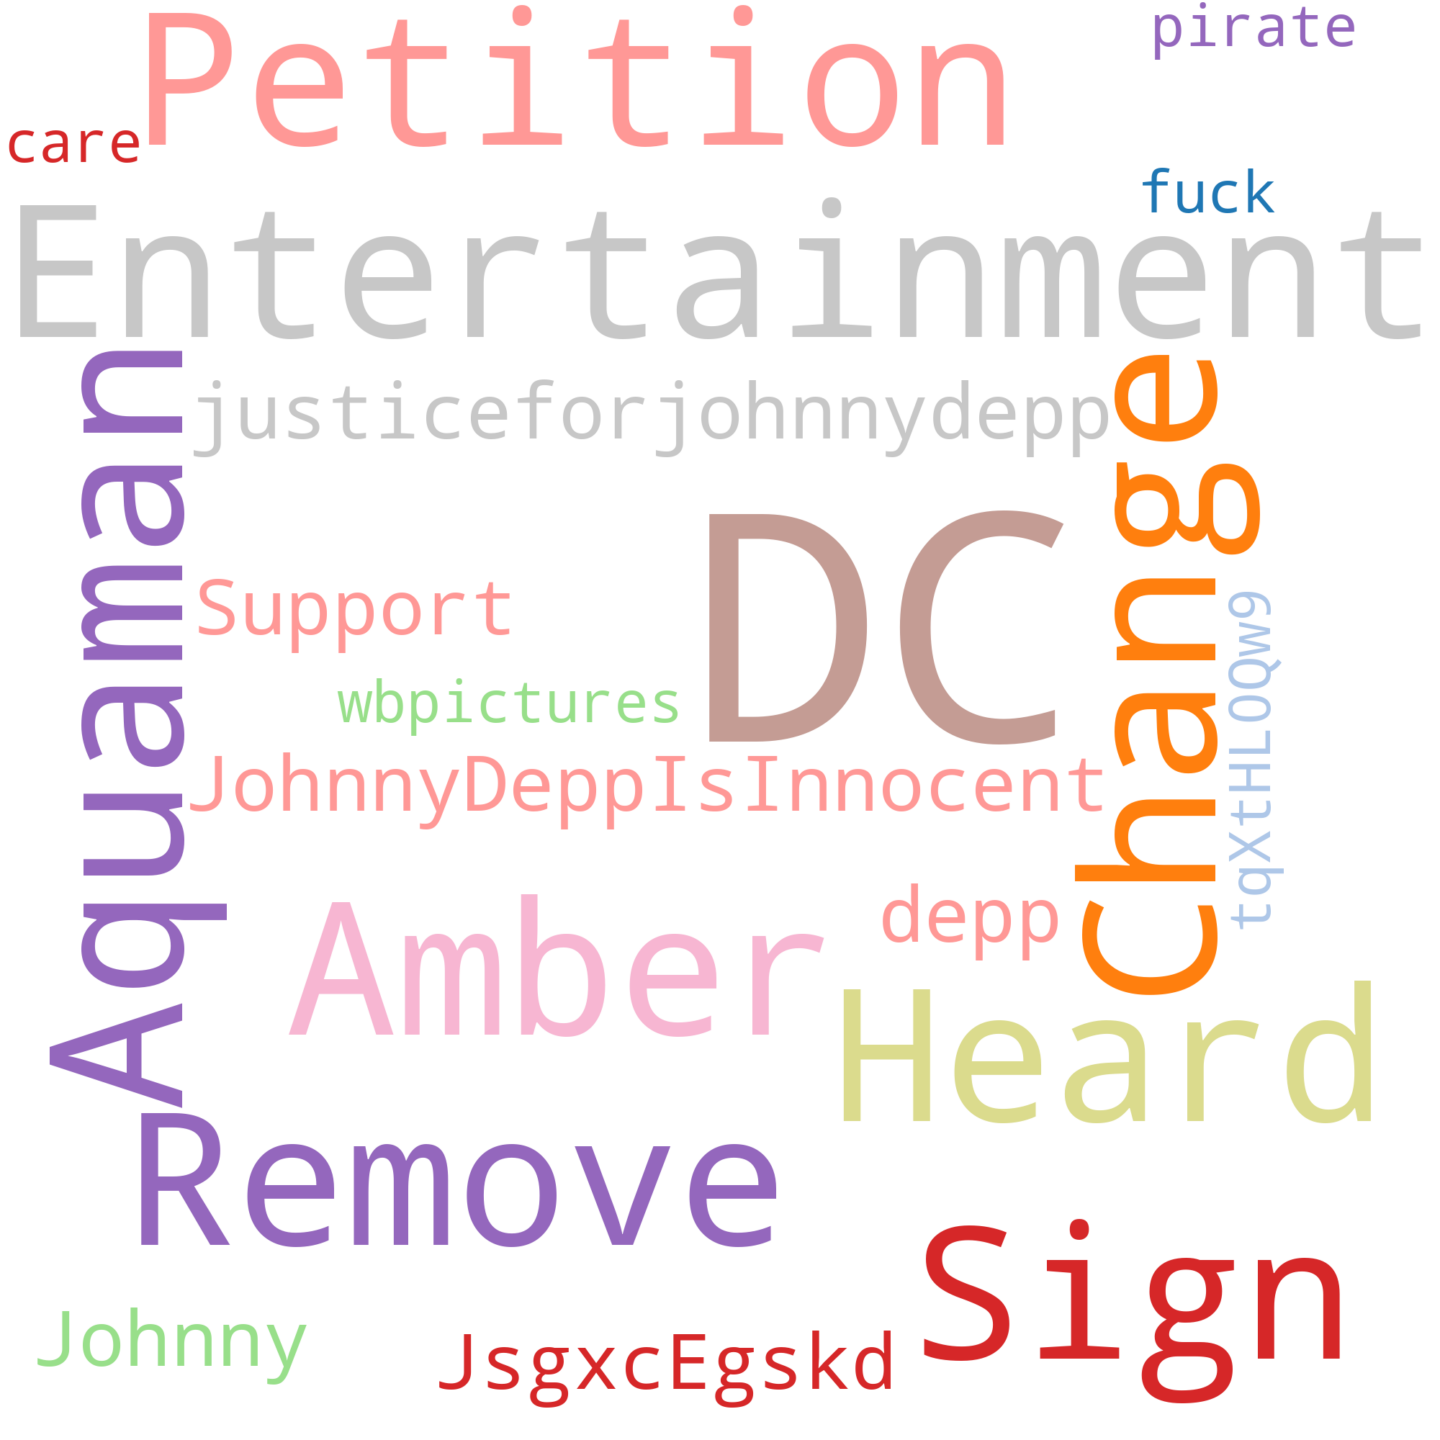 Petition
pirate
care
fuck
Entertainment
justiceforjohnnydepp
Aquaman
Change
DC
Support
tqXtHLOQw9
wbpictures
JohnnyDeppIsInnocent
Amber
depp
Heard
Remove
Sign
Johnny
JsgxcEgskd